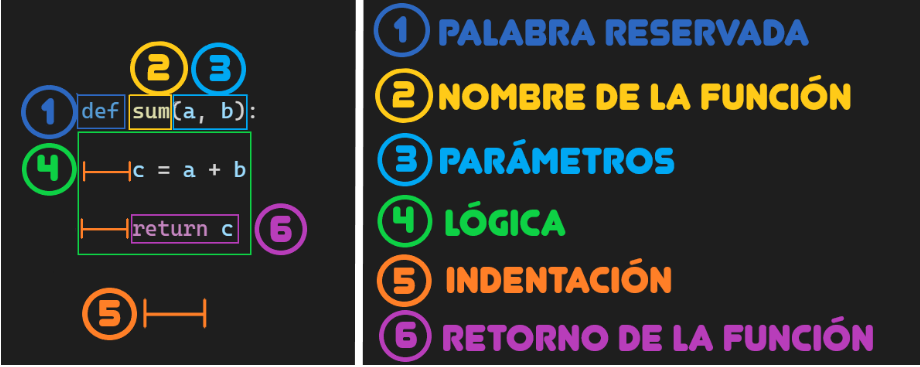 2 3
1 def sum(a, b):
4 c = a + b
return c 6
5
1 PALABRA RESERVADA
2 NOMBRE DE LA FUNCIÓN
3 PARÁMETROS
4 LÓGICA
5 INDENTACIÓN
6 RETORNO DE LA FUNCIÓN